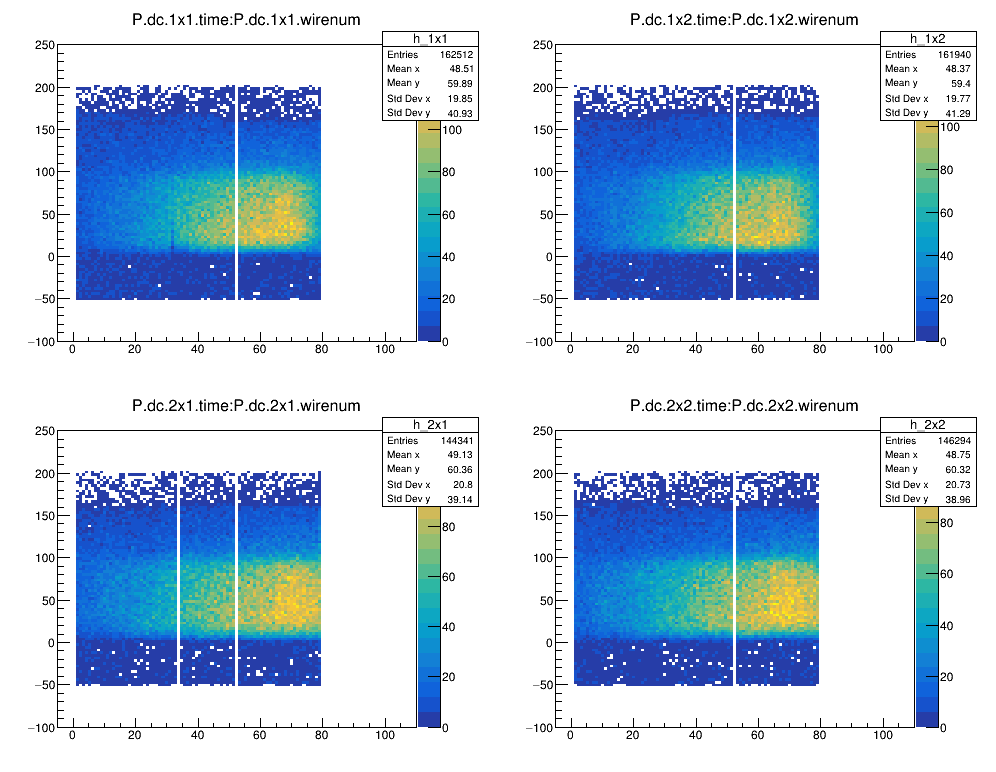 P.dc.1x1.time:P.dc.1x1.wirenum
h_1x1
Entries 162512
Mean x 48.51
Mean y 59.89
Std Dev x 19.85
Std Dev y 40.93
250
200
150
100
50
0
−50
−100
0 20 40 60 80 100
100
80
60
40
20
0
P.dc.1x2.time:P.dc.1x2.wirenum
h_1x2
Entries 161940
Mean x 48.37
Mean y 59.4
Std Dev x 19.77
Std Dev y 41.29
250
200
150
100
50
0
−50
−100
0 20 40 60 80 100
100
80
60
40
20
0
P.dc.2x1.time:P.dc.2x1.wirenum
h_2x1
Entries 144341
Mean x 49.13
Mean y 60.36
Std Dev x 20.8
Std Dev y 39.14
250
200
150
100
50
0
−50
−100
0 20 40 60 80 100
80
60
40
20
0
P.dc.2x2.time:P.dc.2x2.wirenum
h_2x2
Entries 146294
Mean x 48.75
Mean y 60.32
Std Dev x 20.73
Std Dev y 38.96
250
200
150
100
50
0
−50
−100
0 20 40 60 80 100
80
60
40
20
0